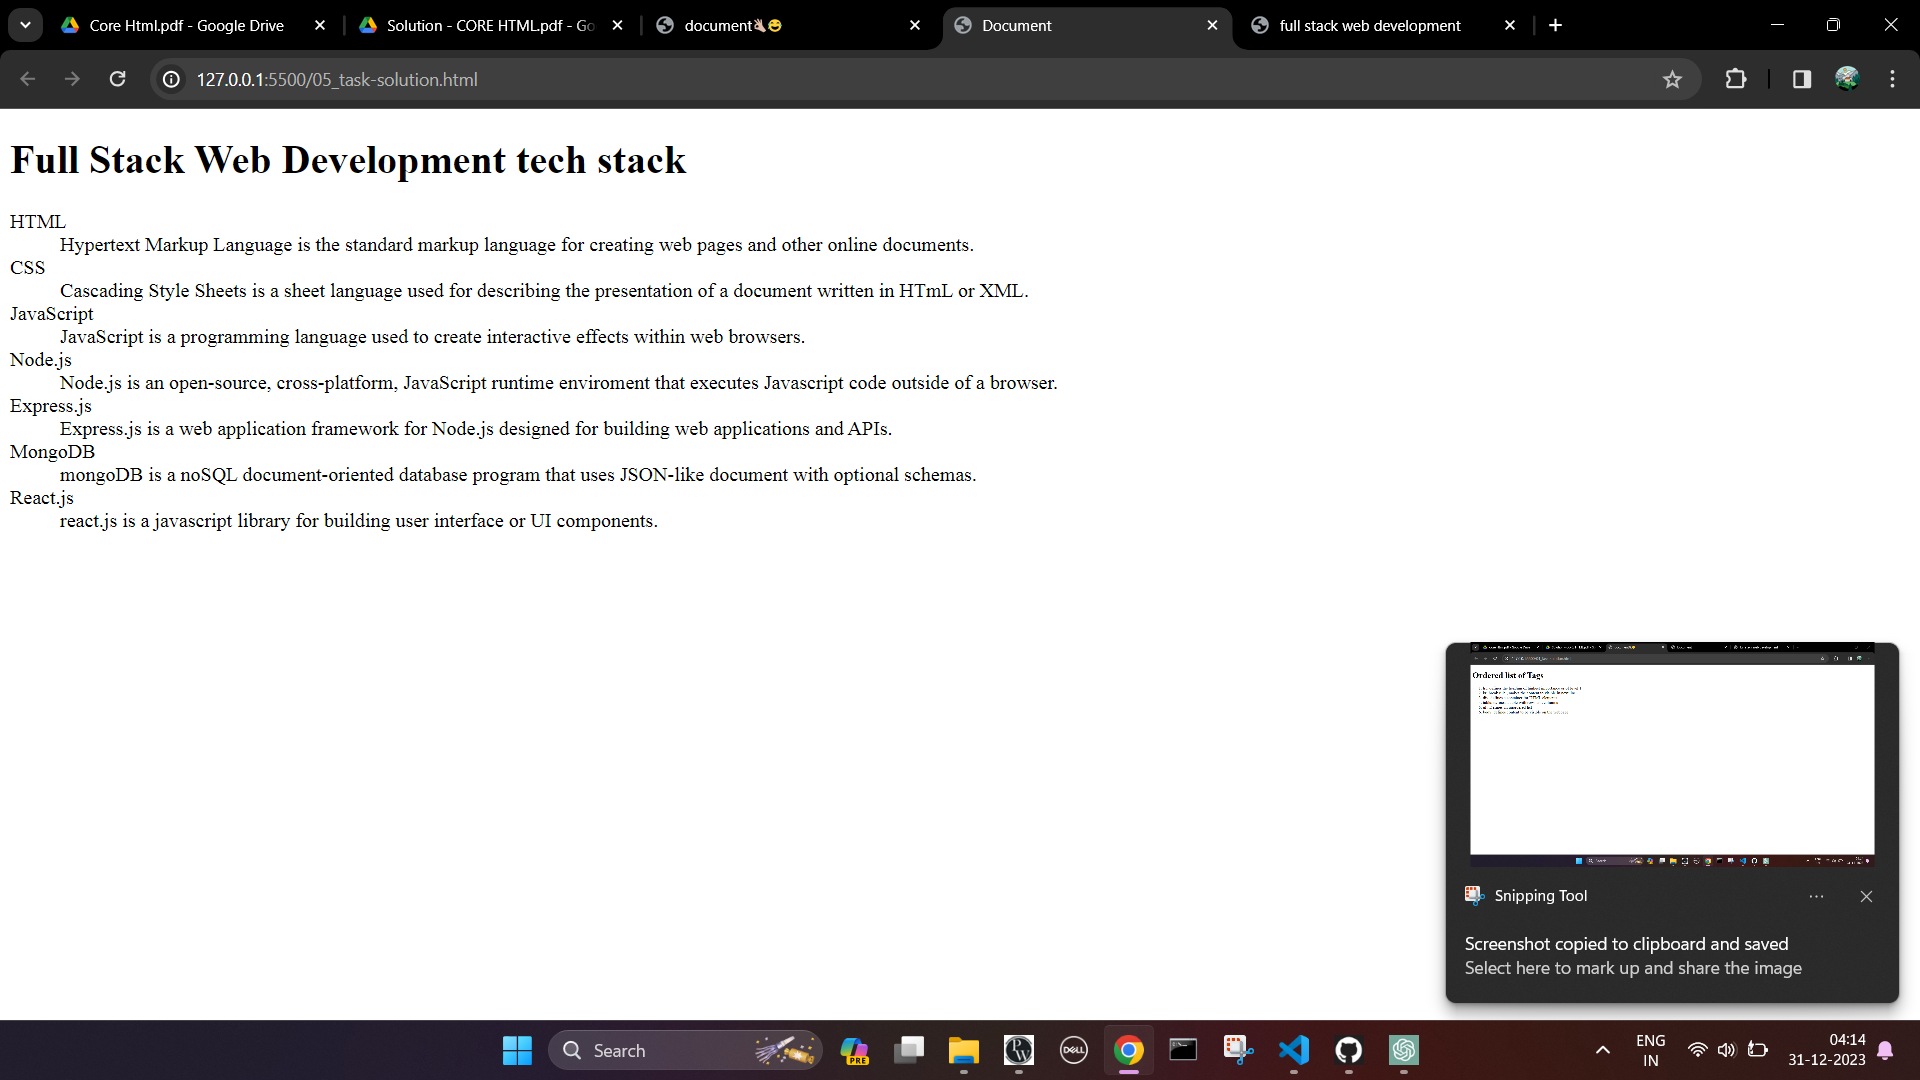 Core Html.pdf - Google Drive
Solution - CORE HTML.pdf - Go
document👌🏻😂
Document
full stack web development
127.0.0.1:5500/05_task-solution.html
Full Stack Web Development tech stack
HTML
Hypertext Markup Language is the standard markup language for creating web pages and other online documents.
CSS
Cascading Style Sheets is a sheet language used for describing the presentation of a document written in HTmL or XML.
JavaScript
JavaScript is a programming language used to create interactive effects within web browsers.
Node.js
Node.js is an open-source, cross-platform, JavaScript runtime enviroment that executes Javascript code outside of a browser.
Express.js
Express.js is a web application framework for Node.js designed for building web applications and APIs.
MongoDB
mongoDB is a noSQL document-oriented database program that uses JSON-like document with optional schemas.
React.js
react.js is a javascript library for building user interface or UI components.
Ordered list of Tags
Snipping Tool
Screenshot copied to clipboard and saved
Select here to mark up and share the image
Search
PRE
PW
DELL
ENG
IN
04:14
31-12-2023